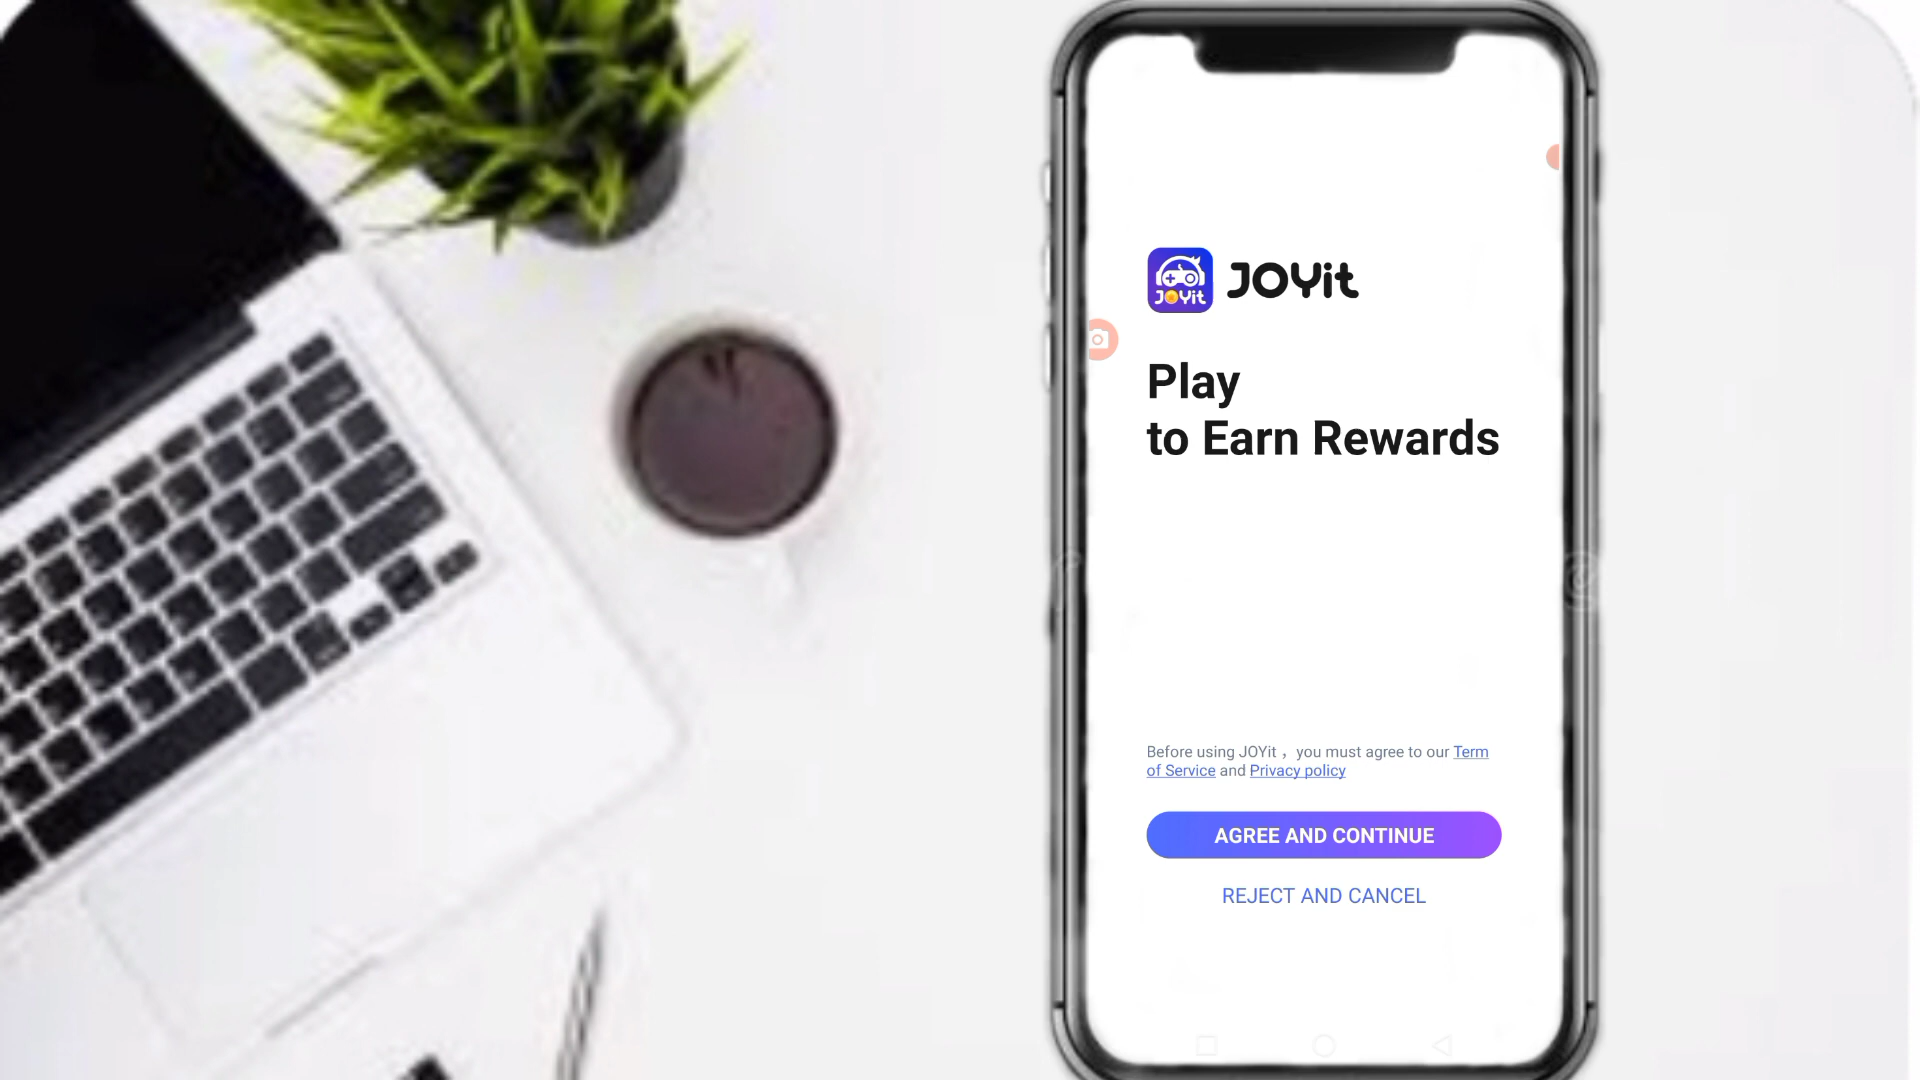 JOYit
JOYit
Play
to Earn Rewards
Before using JOYit , you must agree to our Term
of Service and Privacy policy
AGREE AND CONTINUE
REJECT AND CANCEL